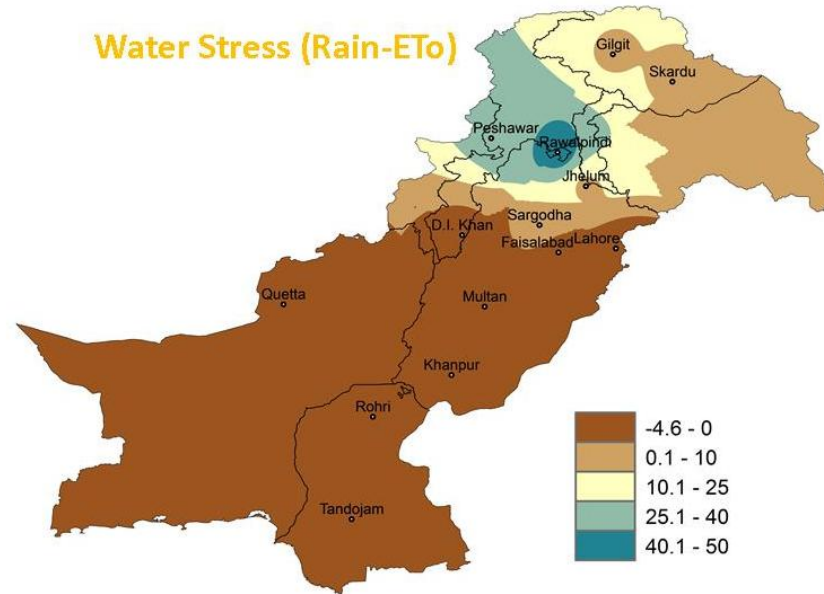 Water Stress (Rain-ETo)
Gilgit
Skardu
Peshawar
Rawalpindi
Jhelum
Sargodha
D.I. Khan
Faisalabad
Lahore
Quetta
Multan
Khanpur
Rohri
Tandojam
-4.6 - 0
0.1 - 10
10.1 - 25
25.1 - 40
40.1 - 50